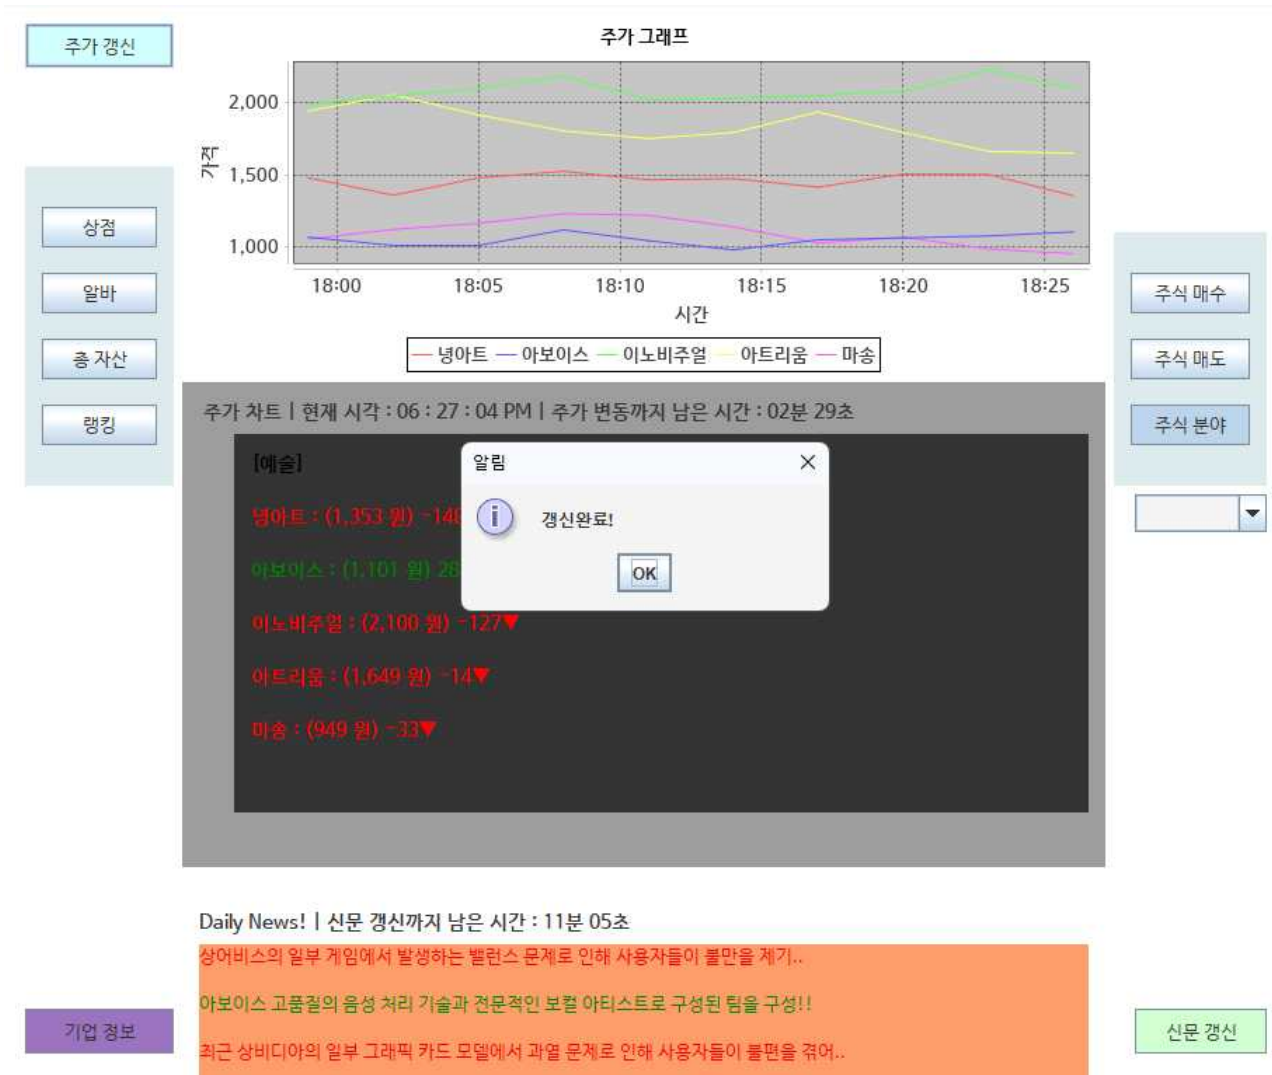 주가 갱신
주가 그래프
가격
2,000
1,500
1,000
18:00 18:05 18:10 18:15 18:20 18:25
시간
녕아트 아보이스 이노비주얼 아트리움 마송
상점
알바
총 자산
랭킹
주식 매수
주식 매도
주식 분야
주가 차트 | 현재 시각 : 06 : 27 : 04 PM | 주가 변동까지 남은 시간 : 02분 29초
[예술]
녕아트 : (1,353 원) -148
아보이스 : (1,101 원) 28
이노비주얼 : (2,100 원) -127▼
아트리움 : (1,649 원) -14▼
마송 : (949 원) -33▼
알림
갱신완료!
OK
Daily News! | 신문 갱신까지 남은 시간 : 11분 05초
상어비스의 일부 게임에서 발생하는 밸런스 문제로 인해 사용자들이 불만을 제기..
아보이스 고품질의 음성 처리 기술과 전문적인 보컬 아티스트로 구성된 팀을 구성!!
최근 상비디아의 일부 그래픽 카드 모델에서 과열 문제로 인해 사용자들이 불편을 겪어..
기업 정보
신문 갱신